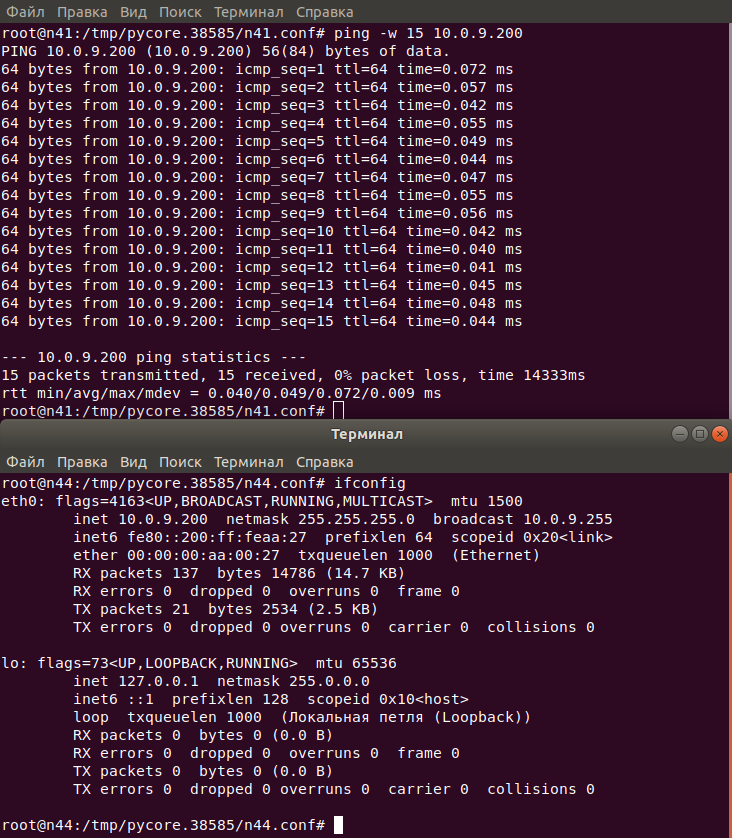 Файл Правка Вид Поиск Терминал Справка
root@n41:/tmp/pycore.38585/n41.conf# ping -w 15 10.0.9.200
PING 10.0.9.200 (10.0.9.200) 56(84) bytes of data.
64 bytes from 10.0.9.200: icmp_seq=1 ttl=64 time=0.072 ms
64 bytes from 10.0.9.200: icmp_seq=2 ttl=64 time=0.057 ms
64 bytes from 10.0.9.200: icmp_seq=3 ttl=64 time=0.042 ms
64 bytes from 10.0.9.200: icmp_seq=4 ttl=64 time=0.055 ms
64 bytes from 10.0.9.200: icmp_seq=5 ttl=64 time=0.049 ms
64 bytes from 10.0.9.200: icmp_seq=6 ttl=64 time=0.044 ms
64 bytes from 10.0.9.200: icmp_seq=7 ttl=64 time=0.047 ms
64 bytes from 10.0.9.200: icmp_seq=8 ttl=64 time=0.055 ms
64 bytes from 10.0.9.200: icmp_seq=9 ttl=64 time=0.056 ms
64 bytes from 10.0.9.200: icmp_seq=10 ttl=64 time=0.042 ms
64 bytes from 10.0.9.200: icmp_seq=11 ttl=64 time=0.040 ms
64 bytes from 10.0.9.200: icmp_seq=12 ttl=64 time=0.041 ms
64 bytes from 10.0.9.200: icmp_seq=13 ttl=64 time=0.045 ms
64 bytes from 10.0.9.200: icmp_seq=14 ttl=64 time=0.048 ms
64 bytes from 10.0.9.200: icmp_seq=15 ttl=64 time=0.044 ms
--- 10.0.9.200 ping statistics ---
15 packets transmitted, 15 received, 0% packet loss, time 14333ms
rtt min/avg/max/mdev = 0.040/0.049/0.072/0.009 ms
root@n41:/tmp/pycore.38585/n41.conf#
Терминал
Файл Правка Вид Поиск Терминал Справка
root@n44:/tmp/pycore.38585/n44.conf# ifconfig
eth0: flags=4163<UP,BROADCAST,RUNNING,MULTICAST>  mtu 1500
        inet 10.0.9.200  netmask 255.255.255.0  broadcast 10.0.9.255
        inet6 fe80::200:ff:feaa:27  prefixlen 64  scopeid 0x20<link>
        ether 00:00:00:aa:00:27  txqueuelen 1000  (Ethernet)
        RX packets 137  bytes 14786 (14.7 KB)
        RX errors 0  dropped 0  overruns 0  frame 0
        TX packets 21  bytes 2534 (2.5 KB)
        TX errors 0  dropped 0 overruns 0  carrier 0  collisions 0
lo: flags=73<UP,LOOPBACK,RUNNING>  mtu 65536
        inet 127.0.0.1  netmask 255.0.0.0
        inet6 ::1  prefixlen 128  scopeid 0x10<host>
        loop  txqueuelen 1000  (Локальная петля (Loopback))
        RX packets 0  bytes 0 (0.0 B)
        RX errors 0  dropped 0  overruns 0  frame 0
        TX packets 0  bytes 0 (0.0 B)
        TX errors 0  dropped 0 overruns 0  carrier 0  collisions 0
root@n44:/tmp/pycore.38585/n44.conf#